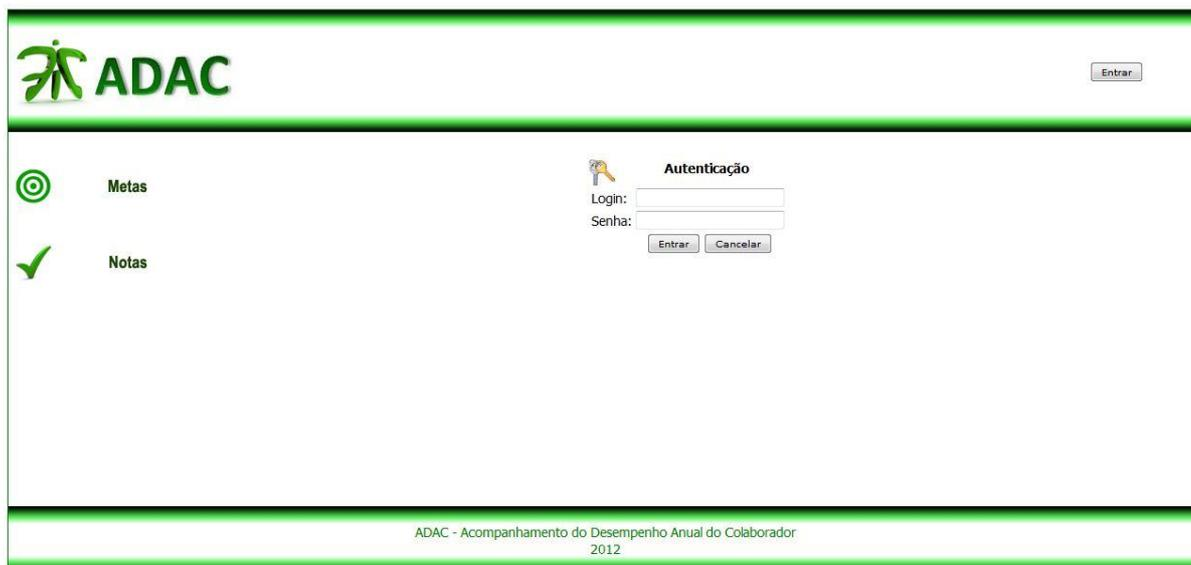 ADAC
Entrar
Metas
Notas
Autenticação
Login:
Senha:
Entrar Cancelar
ADAC - Acompanhamento do Desempenho Anual do Colaborador
2012